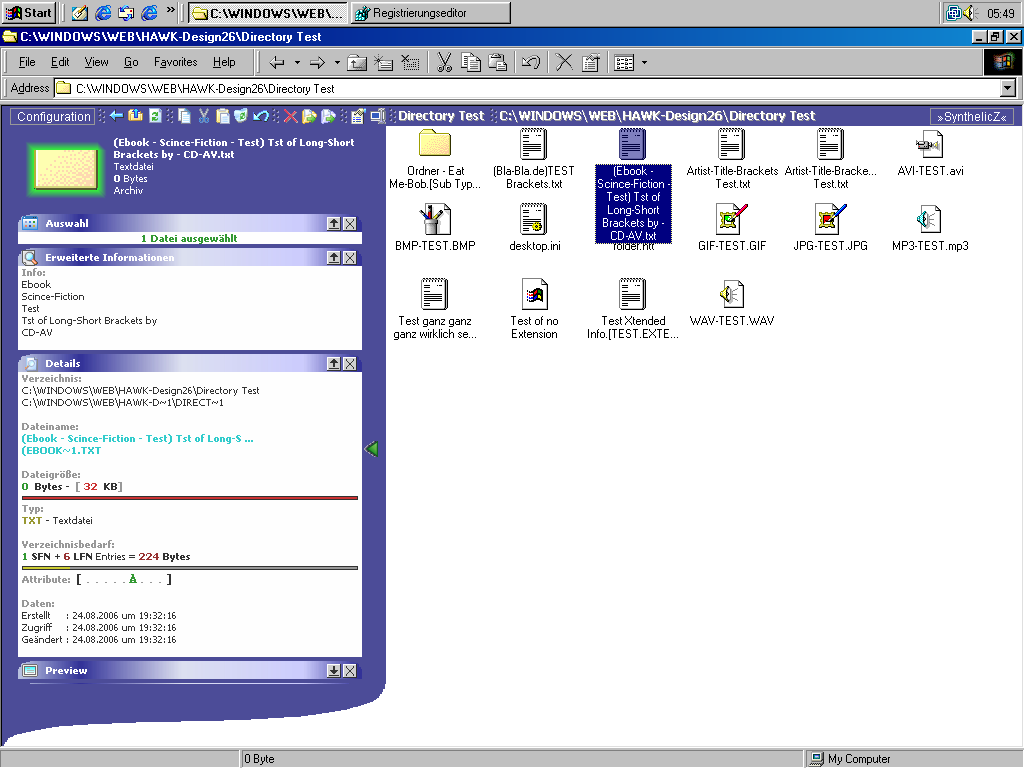 Start
»
C:\WINDOWS\WEB\...
Registrierungseditor
05:49
C:\WINDOWS\WEB\HAWK-Design26\Directory Test
File Edit View Go Favorites Help
Address C:\WINDOWS\WEB\HAWK-Design26\Directory Test
Configuration
Directory Test
C:\WINDOWS\WEB\HAWK-Design26\Directory Test
»SyntheticZ«
(Ebook - Scince-Fiction - Test) Tst of Long-Short
Brackets by - CD-AV.txt
Textdatei
0 Bytes
Archiv
Auswahl
1 Datei ausgewählt
Erweiterte Informationen
Info:
Ebook
Scince-Fiction
Test
Tst of Long-Short Brackets by
CD-AV
Details
Verzeichnis:
C:\WINDOWS\WEB\HAWK-Design26\Directory Test
C:\WINDOWS\WEB\HAWK-D~1\DIRECT~1
Dateiname:
(Ebook - Scince-Fiction - Test) Tst of Long-S ...
(EBOOK~1.TXT
Dateigröße:
0 Bytes - [ 32 KB]
Typ:
TXT - Textdatei
Verzeichnisbedarf:
1 SFN + 6 LFN Entries = 224 Bytes
Attribute: [ . . . . . A . . . ]
Daten:
Erstellt : 24.08.2006 um 19:32:16
Zugriff : 24.08.2006 um 19:32:16
Geändert : 24.08.2006 um 19:32:16
Preview
Ordner - Eat
Me-Bob.[Sub Typ...
(Bla-Bla.de)TEST
Brackets.txt
(Ebook -
Scince-Fiction -
Test) Tst of
Long-Short
Brackets by -
CD-AV.txt
Artist-Title-Brackets
Test.txt
Artist-Title-Bracke...
Test.txt
AVI-TEST.avi
BMP-TEST.BMP
desktop.ini
folder.htt
GIF-TEST.GIF
JPG-TEST.JPG
MP3-TEST.mp3
Test ganz ganz
ganz wirklich se...
Test of no
Extension
Test Xtended
Info.[TEST.EXTE...
WAV-TEST.WAV
0 Byte
My Computer